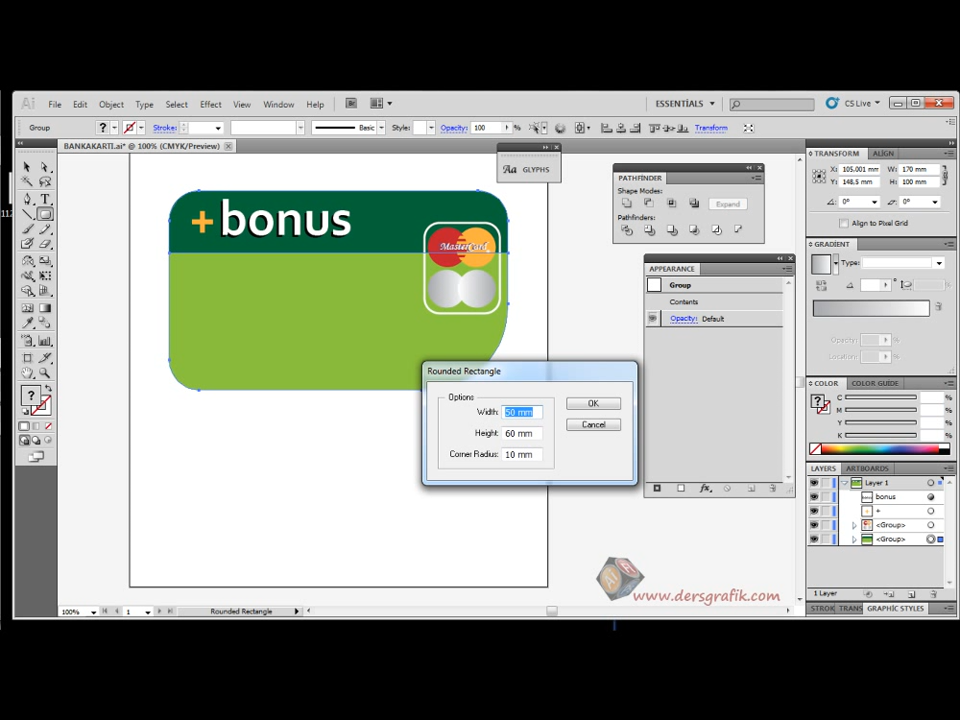 Ai File Edit Object Type Select Effect View Window Help Br ESSENTIALS CS Live
Group ? Stroke: Basic Style: Opacity: 100 % Transform
BANKAKARTI.ai* @ 100% (CMYK/Preview)
Aa GLYPHS
+bonus
MasterCard
PATHFINDER
Shape Modes:
Expand
Pathfinders:
APPEARANCE
Group
Contents
Opacity: Default
fx
Rounded Rectangle
Options
Width: 50 mm
Height: 60 mm
Corner Radius: 10 mm
OK
Cancel
TRANSFORM ALIGN
X: 105.001 mm W: 170 mm
Y: 148,5 mm H: 100 mm
0° 0°
Align to Pixel Grid
GRADIENT
Type:
%
Opacity: %
Location: %
COLOR COLOR GUIDE
? C %
M %
Y %
K %
LAYERS ARTBOARDS
Layer 1
bonus
+
<Group>
<Group>
1 Layer
STROK TRANS GRAPHIC STYLES
T
?
100% 1 Rounded Rectangle
www.dersgrafik.com